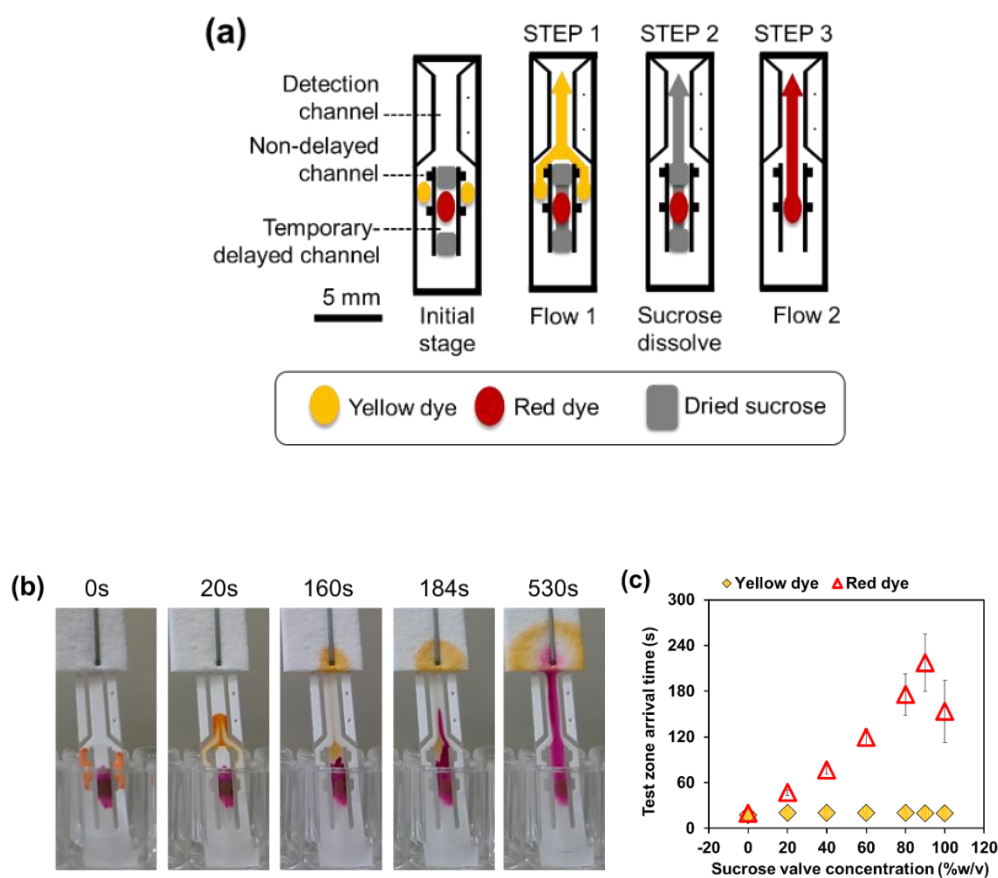 (a)
STEP 1 STEP 2 STEP 3
Detection
channel
Non-delayed
channel
Temporary
delayed channel
5 mm
Initial
stage
Flow 1
Sucrose
dissolve
Flow 2
Yellow dye Red dye Dried sucrose
(b)
0s 20s 160s 184s 530s
(c)
Yellow dye Red dye
Test zone arrival time (s)
300
240
180
120
60
0
-20 0 20 40 60 80 100 120
Sucrose valve concentration (%w/v)